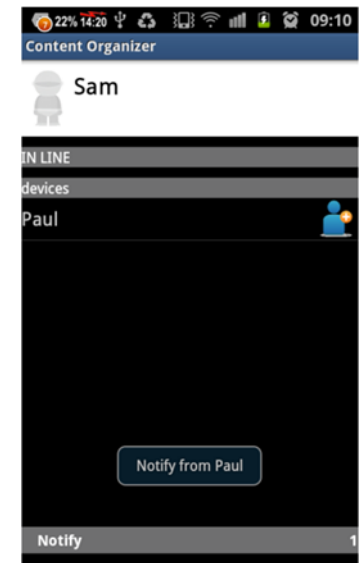 22% 14:20 09:10
Content Organizer
Sam
IN LINE
devices
Paul
Notify from Paul
Notify 1